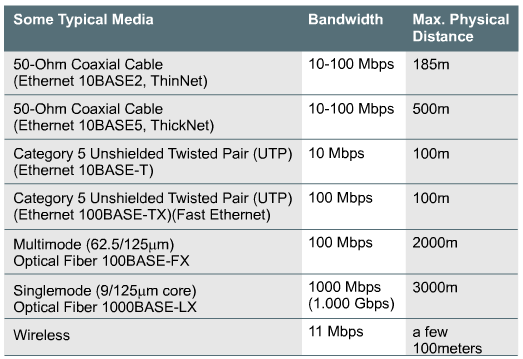 Some Typical Media Bandwidth Max. Physical
Distance
50-Ohm Coaxial Cable 10-100 Mbps 185m
(Ethernet 10BASE2, ThinNet)
50-Ohm Coaxial Cable 10-100 Mbps 500m
(Ethernet 10BASE5, ThickNet)
Category 5 Unshielded Twisted Pair (UTP) 10 Mbps 100m
(Ethernet 10BASE-T)
Category 5 Unshielded Twisted Pair (UTP) 100 Mbps 100m
(Ethernet 100BASE-TX)(Fast Ethernet)
Multimode (62.5/125µm) 100 Mbps 2000m
Optical Fiber 100BASE-FX
Singlemode (9/125µm core) 1000 Mbps 3000m
Optical Fiber 1000BASE-LX (1.000 Gbps)
Wireless 11 Mbps a few
100meters